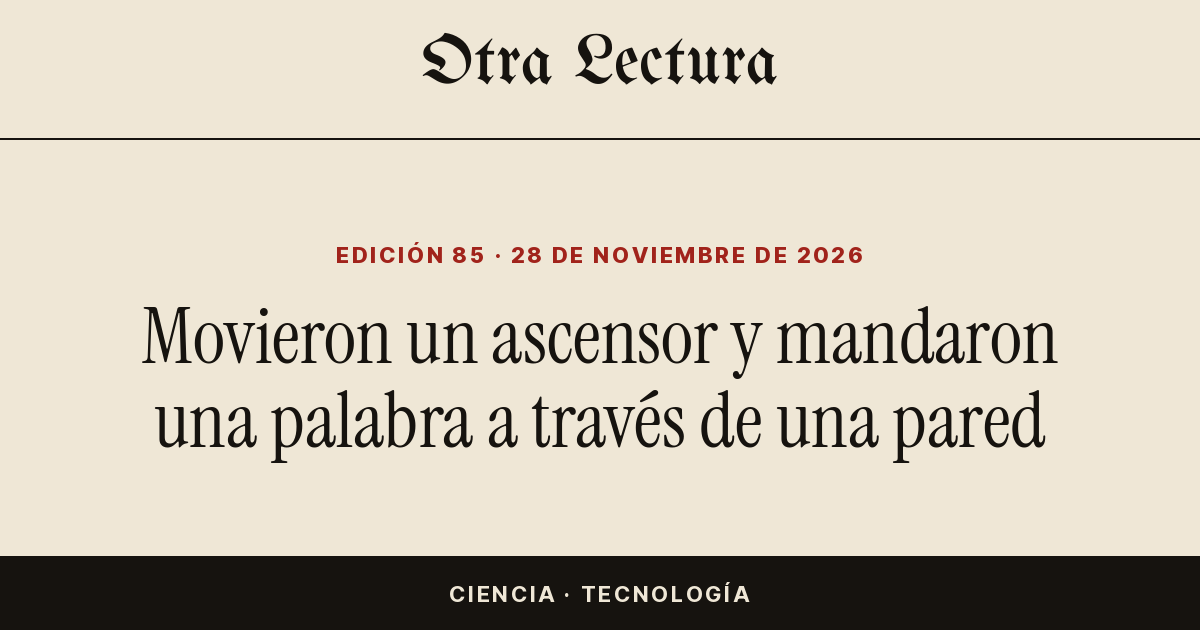 Otra Lectura
EDICIÓN 85 · 28 DE NOVIEMBRE DE 2026
Movieron un ascensor y mandaron
una palabra a través de una pared
CIENCIA · TECNOLOGÍA